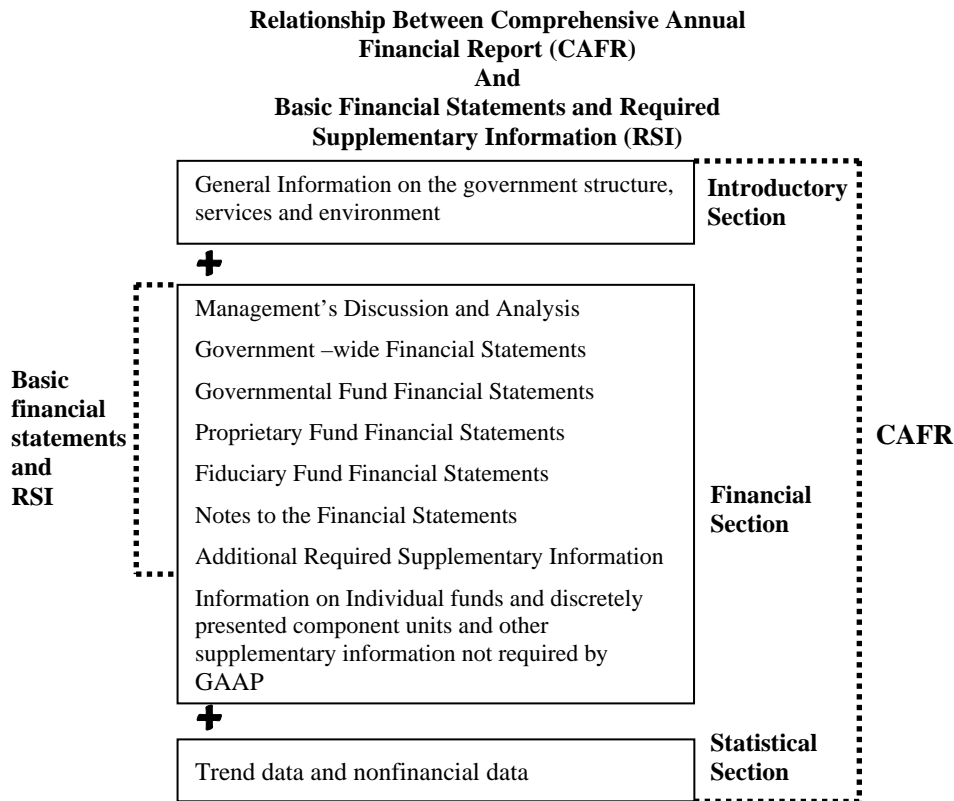 Relationship Between Comprehensive Annual
Financial Report (CAFR)
And
Basic Financial Statements and Required
Supplementary Information (RSI)
General Information on the government structure,
services and environment
Introductory
Section
+
Management’s Discussion and Analysis
Government –wide Financial Statements
Governmental Fund Financial Statements
Proprietary Fund Financial Statements
Fiduciary Fund Financial Statements
Notes to the Financial Statements
Additional Required Supplementary Information
Information on Individual funds and discretely
presented component units and other
supplementary information not required by
GAAP
Basic
financial
statements
and
RSI
Financial
Section
CAFR
+
Trend data and nonfinancial data
Statistical
Section